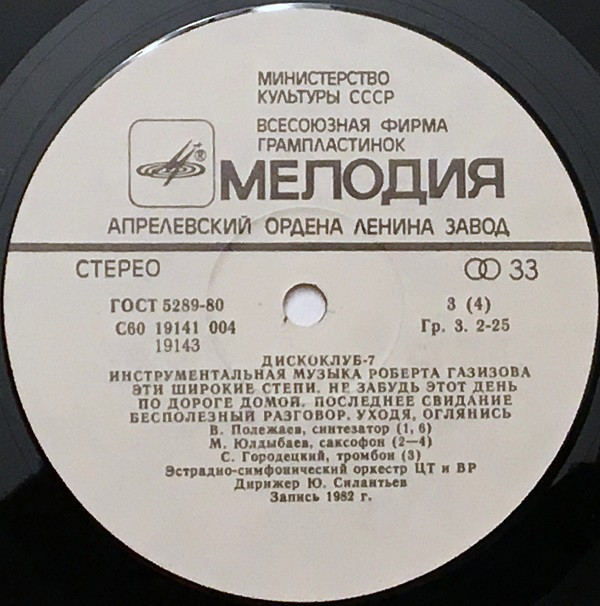 МИНИСТЕРСТВО
КУЛЬТУРЫ СССР
ВСЕСОЮЗНАЯ ФИРМА
ГРАМПЛАСТИНОК
®
МЕЛОДИЯ
АПРЕЛЕВСКИЙ ОРДЕНА ЛЕНИНА ЗАВОД
СТЕРЕО 33
ГОСТ 5289-80 3 (4)
С60 19141 004 Гр. 3. 2-25
19143
ДИСКОКЛУБ-7
ИНСТРУМЕНТАЛЬНАЯ МУЗЫКА РОБЕРТА ГАЗИЗОВА
ЭТИ ШИРОКИЕ СТЕПИ. НЕ ЗАБУДЬ ЭТОТ ДЕНЬ
ПО ДОРОГЕ ДОМОЙ. ПОСЛЕДНЕЕ СВИДАНИЕ
БЕСПОЛЕЗНЫЙ РАЗГОВОР. УХОДЯ, ОГЛЯНИСЬ
В. Полежаев, синтезатор (1, 6)
М. Юлдыбаев, саксофон (2—4)
С. Городецкий, тромбон (3)
Эстрадно-симфонический оркестр ЦТ и ВР
Дирижер Ю. Силантьев
Запись 1982 г.